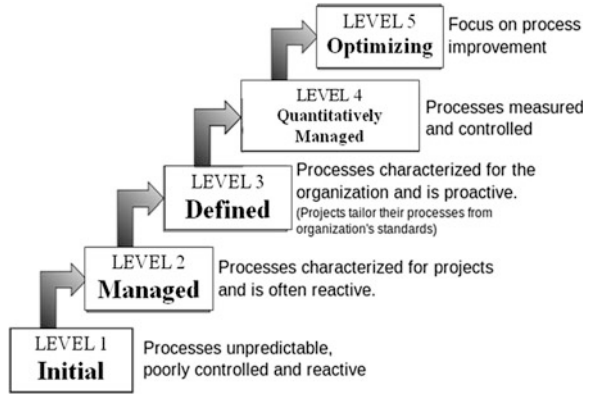 LEVEL 5
Optimizing
Focus on process
improvement
LEVEL 4
Quantitatively
Managed
Processes measured
and controlled
LEVEL 3
Defined
Processes characterized for the
organization and is proactive.
(Projects tailor their processes from
organization's standards)
LEVEL 2
Managed
Processes characterized for projects
and is often reactive.
LEVEL 1
Initial
Processes unpredictable,
poorly controlled and reactive